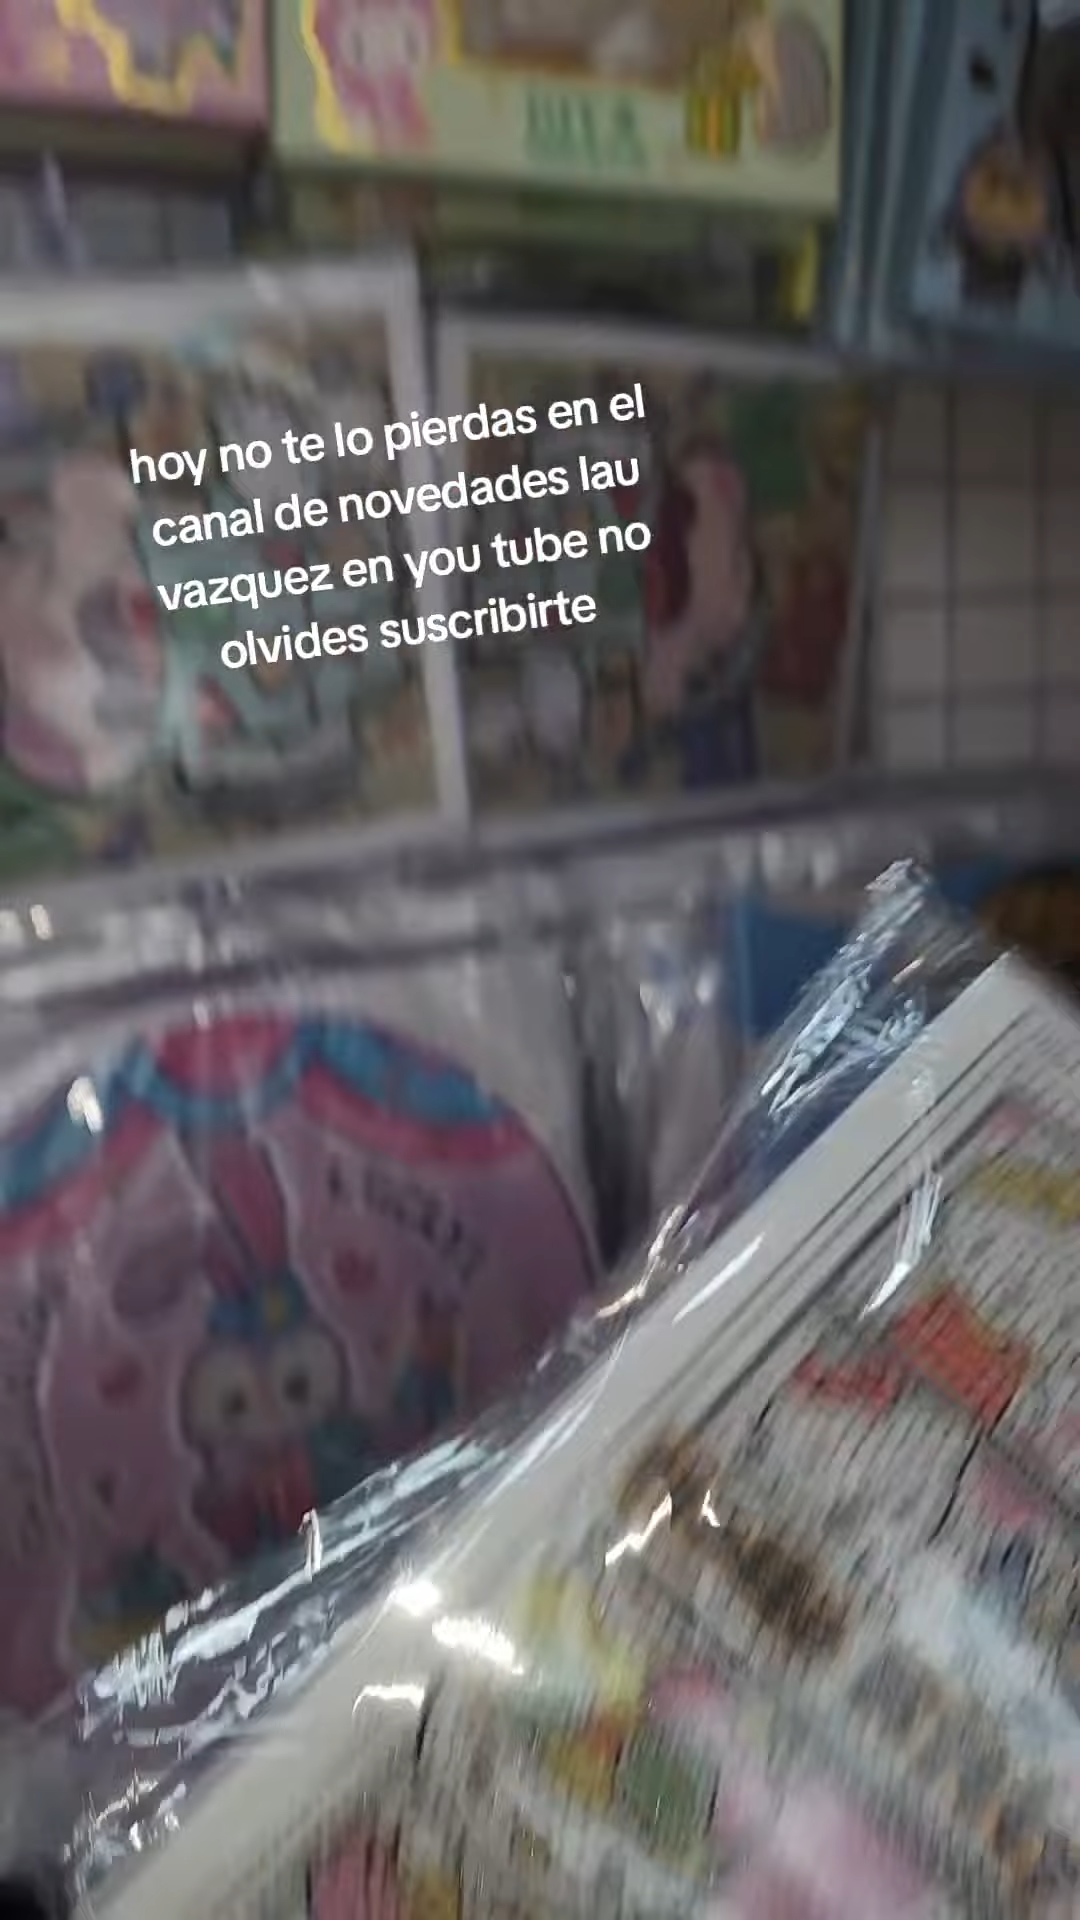 hoy no te lo pierdas en el
canal de novedades lau
vazquez en you tube no
olvides suscribirte